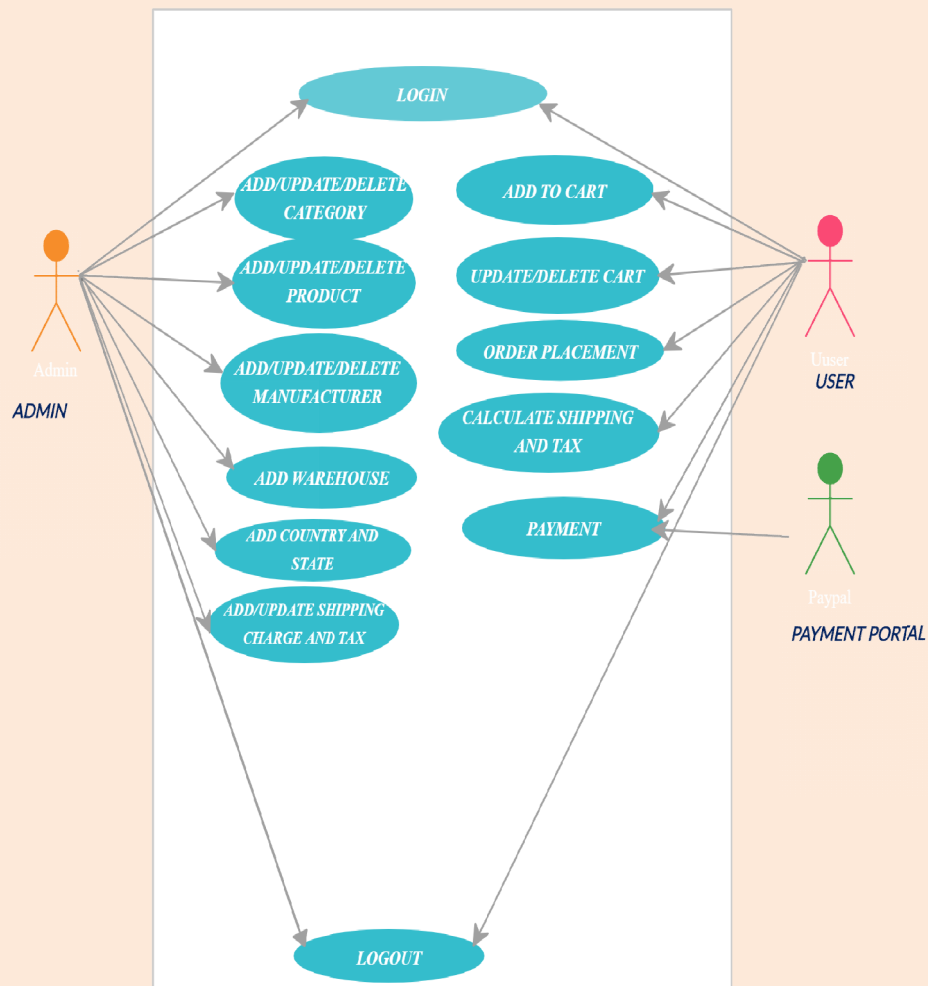 LOGIN
ADD/UPDATE/DELETE
CATEGORY
ADD TO CART
ADD/UPDATE/DELETE
PRODUCT
UPDATE/DELETE CART
ORDER PLACEMENT
Admin
ADMIN
Uuser
USER
ADD/UPDATE/DELETE
MANUFACTURER
CALCULATE SHIPPING
AND TAX
ADD WAREHOUSE
PAYMENT
ADD COUNTRY AND
STATE
Paypal
PAYMENT PORTAL
ADD/UPDATE SHIPPING
CHARGE AND TAX
LOGOUT